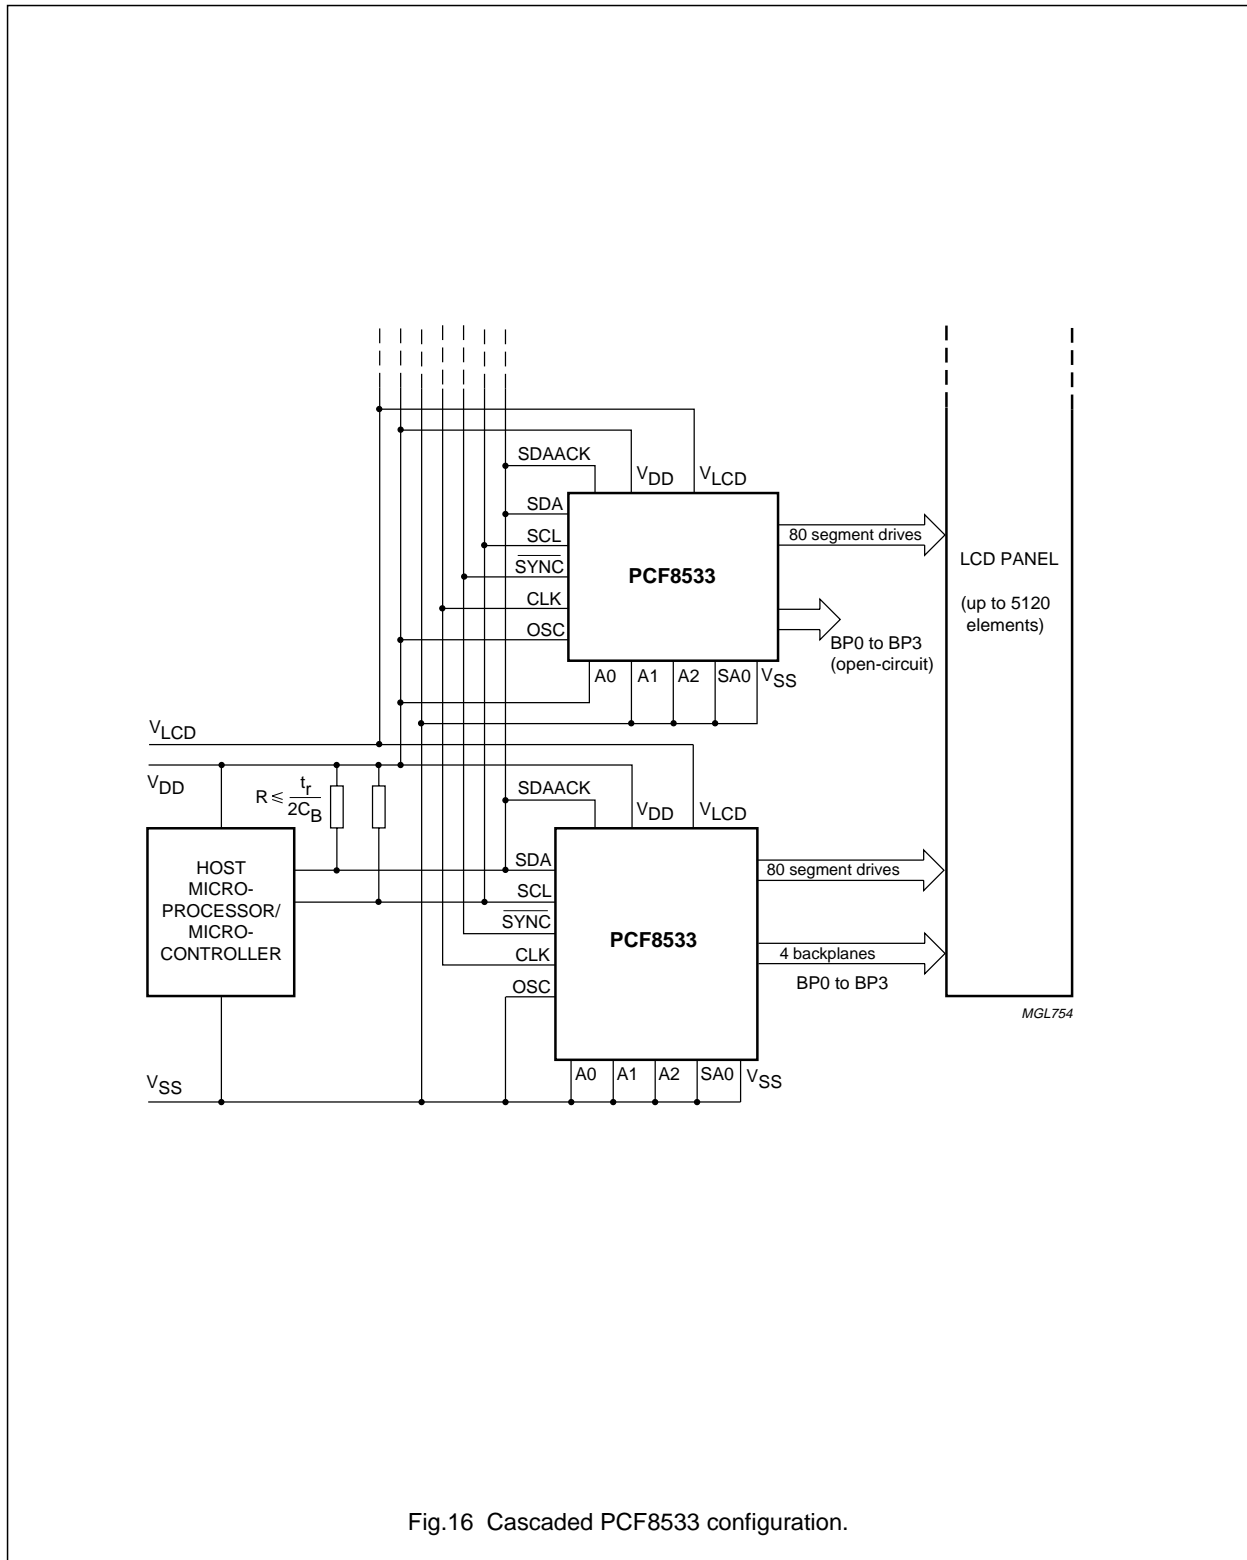 SDAACK
VDD
VLCD
SDA
SCL
SYNC
CLK
OSC
PCF8533
80 segment drives
BP0 to BP3
(open-circuit)
A0
A1
A2
SA0
VSS
LCD PANEL
(up to 5120
elements)
VLCD
VDD
R ≤ tr/2CB
HOST
MICRO-
PROCESSOR/
MICRO-
CONTROLLER
VSS
SDAACK
VDD
VLCD
SDA
SCL
SYNC
CLK
OSC
PCF8533
80 segment drives
4 backplanes
BP0 to BP3
A0
A1
A2
SA0
VSS
MGL754
Fig.16 Cascaded PCF8533 configuration.